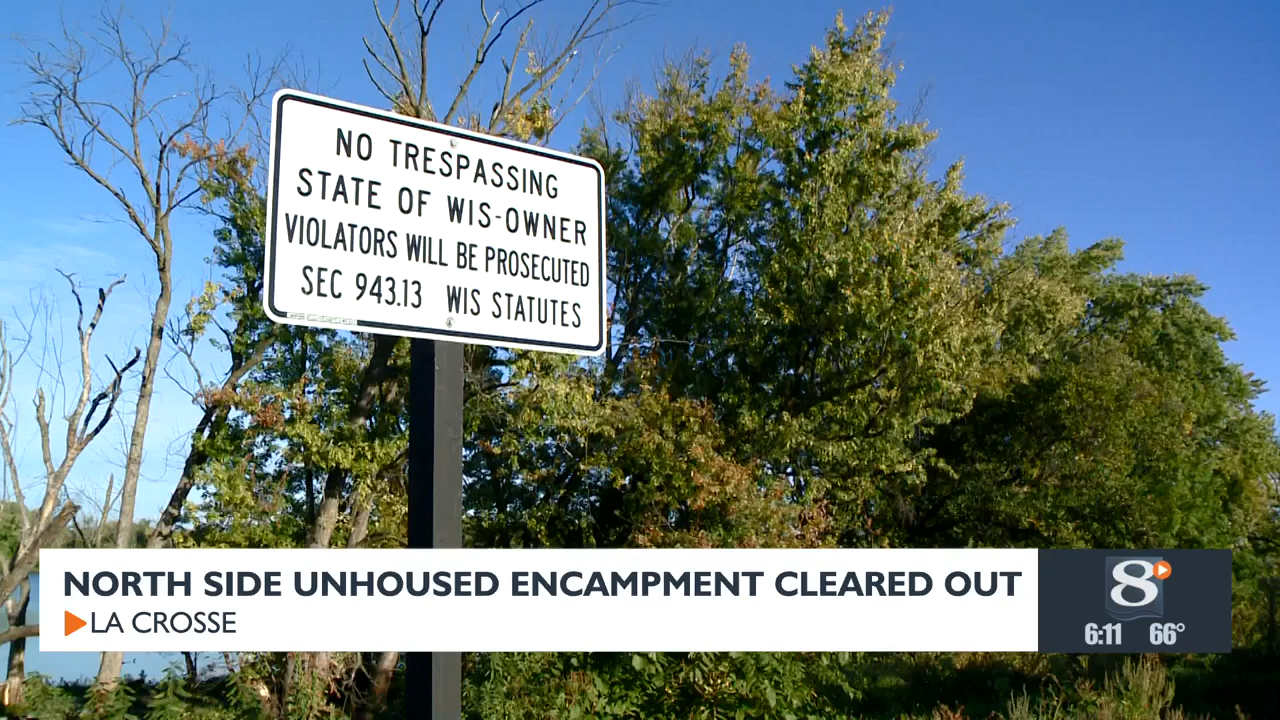 NO TRESPASSING
STATE OF WIS-OWNER
VIOLATORS WILL BE PROSECUTED
SEC 943.13 WIS STATUTES
NORTH SIDE UNHOUSED ENCAMPMENT CLEARED OUT
LA CROSSE
8
6:11 66°